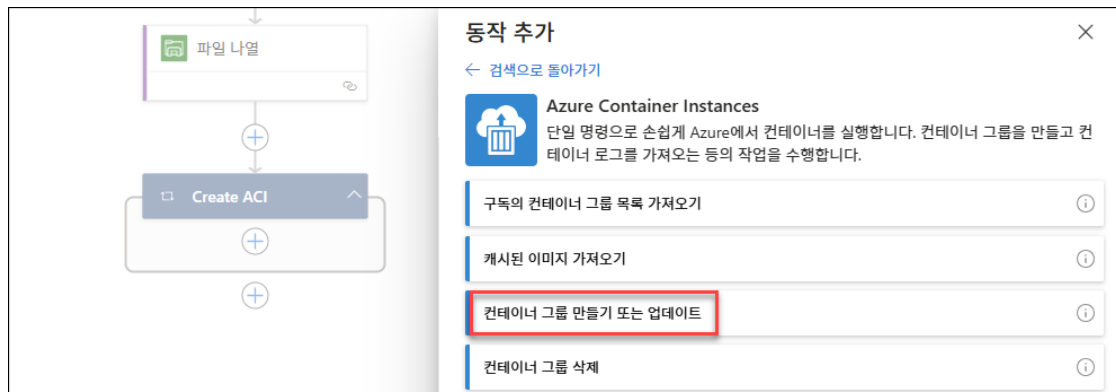 파일 나열
Create ACI
동작 추가
검색으로 돌아가기
Azure Container Instances
단일 명령으로 손쉽게 Azure에서 컨테이너를 실행합니다. 컨테이너 그룹을 만들고 컨
테이너 로그를 가져오는 등의 작업을 수행합니다.
구독의 컨테이너 그룹 목록 가져오기
캐시된 이미지 가져오기
컨테이너 그룹 만들기 또는 업데이트
컨테이너 그룹 삭제